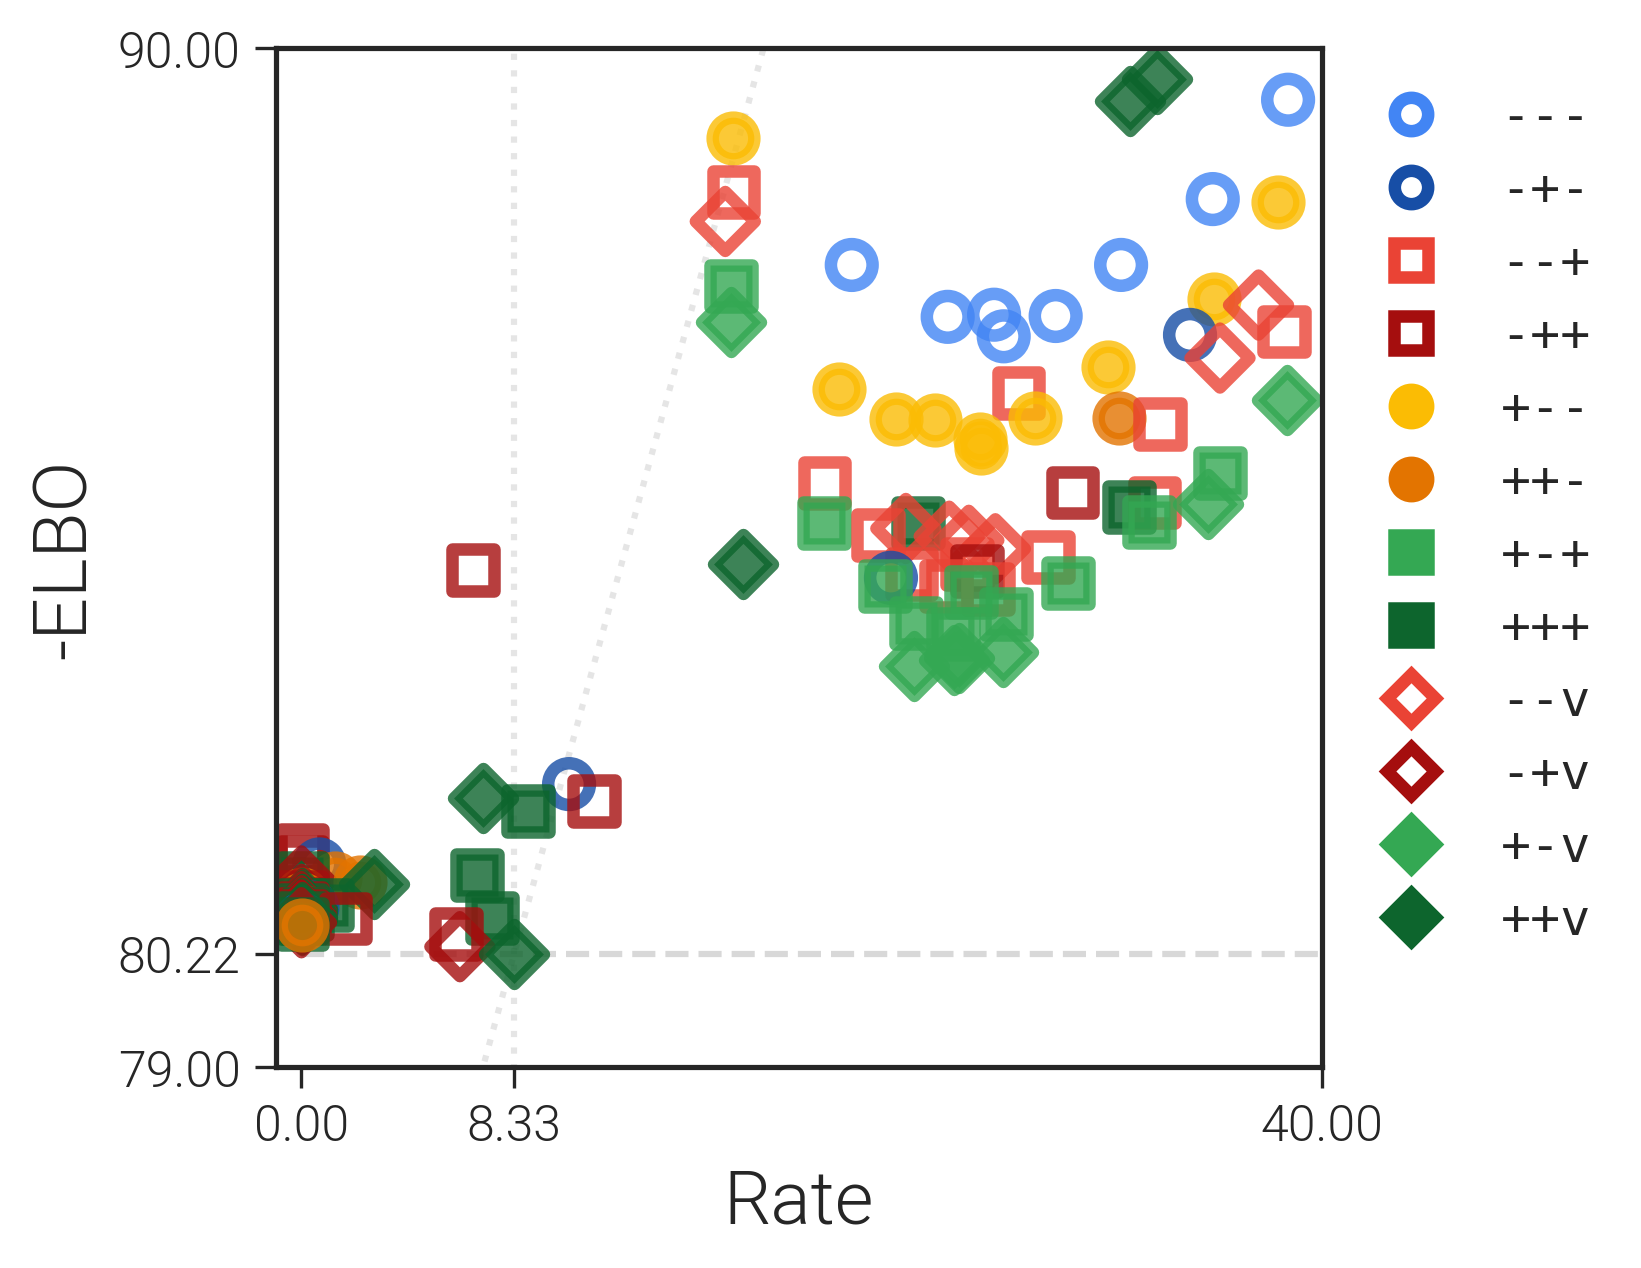 90.00
80.22
79.00
-ELBO
0.00
8.33
40.00
Rate
---
-+-
--+
-++
+--
++-
+-+
+++
--v
-+v
+-v
++v